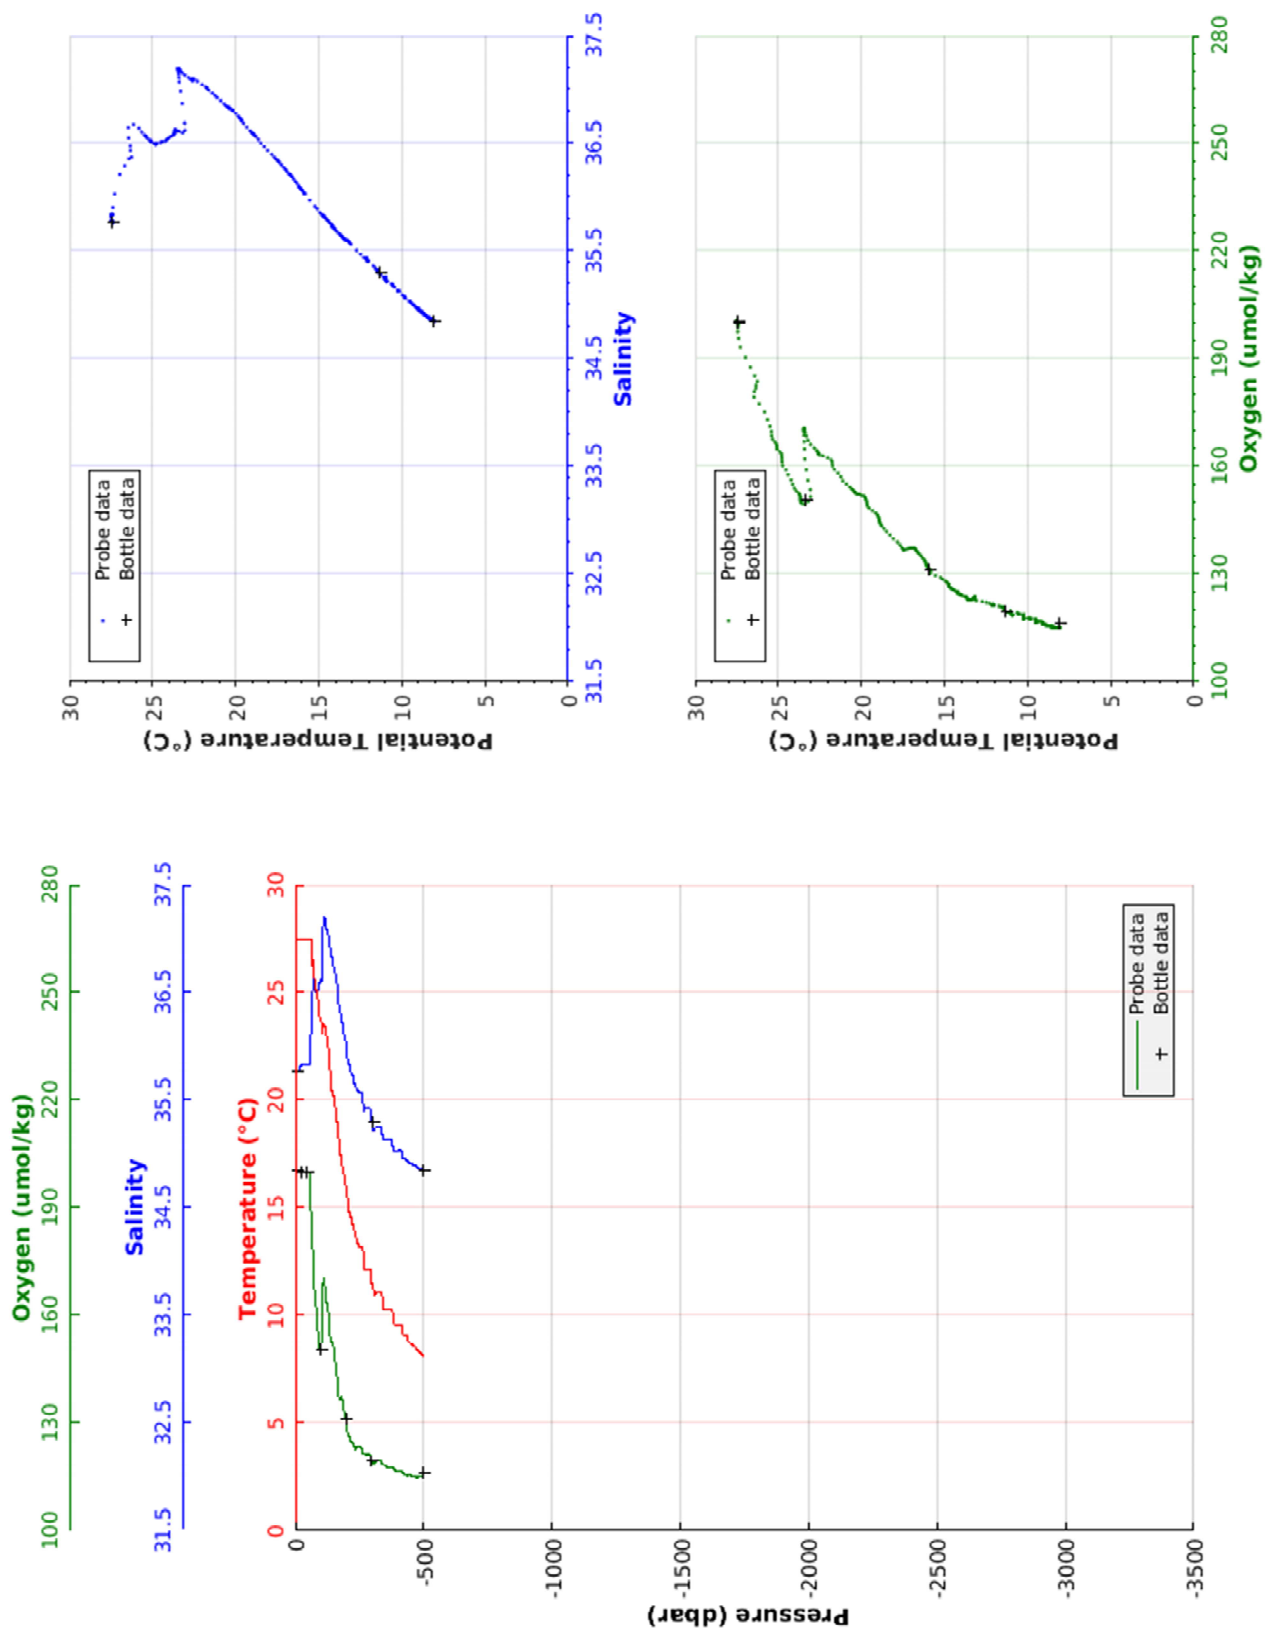 Oxygen (umol/kg)
100 130 160 190 220 250 280
Salinity
31.5 32.5 33.5 34.5 35.5 36.5 37.5
Temperature (°C)
0 5 10 15 20 25 30
Pressure (dbar)
0
-500
-1000
-1500
-2000
-2500
-3000
-3500
Probe data
Bottle data
Potential Temperature (°C)
30
25
20
15
10
5
0
Probe data
Bottle data
31.5 32.5 33.5 34.5 35.5 36.5 37.5
Salinity
Potential Temperature (°C)
30
25
20
15
10
5
0
Probe data
Bottle data
100 130 160 190 220 250 280
Oxygen (umol/kg)